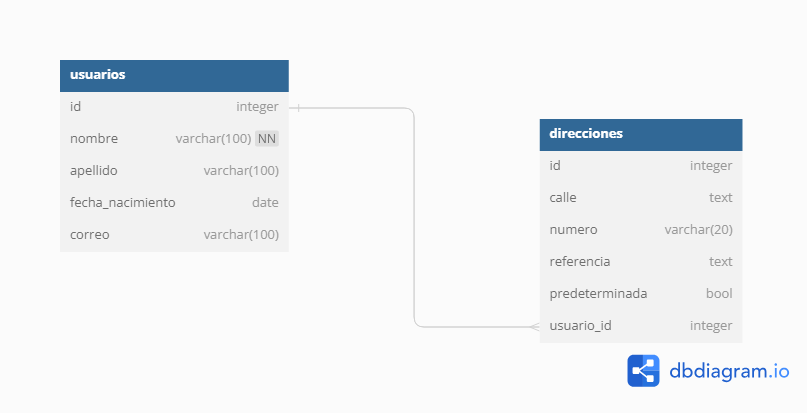 usuarios
id integer
nombre varchar(100) NN
apellido varchar(100)
fecha_nacimiento date
correo varchar(100)
direcciones
id integer
calle text
numero varchar(20)
referencia text
predeterminada bool
usuario_id integer
dbdiagram.io